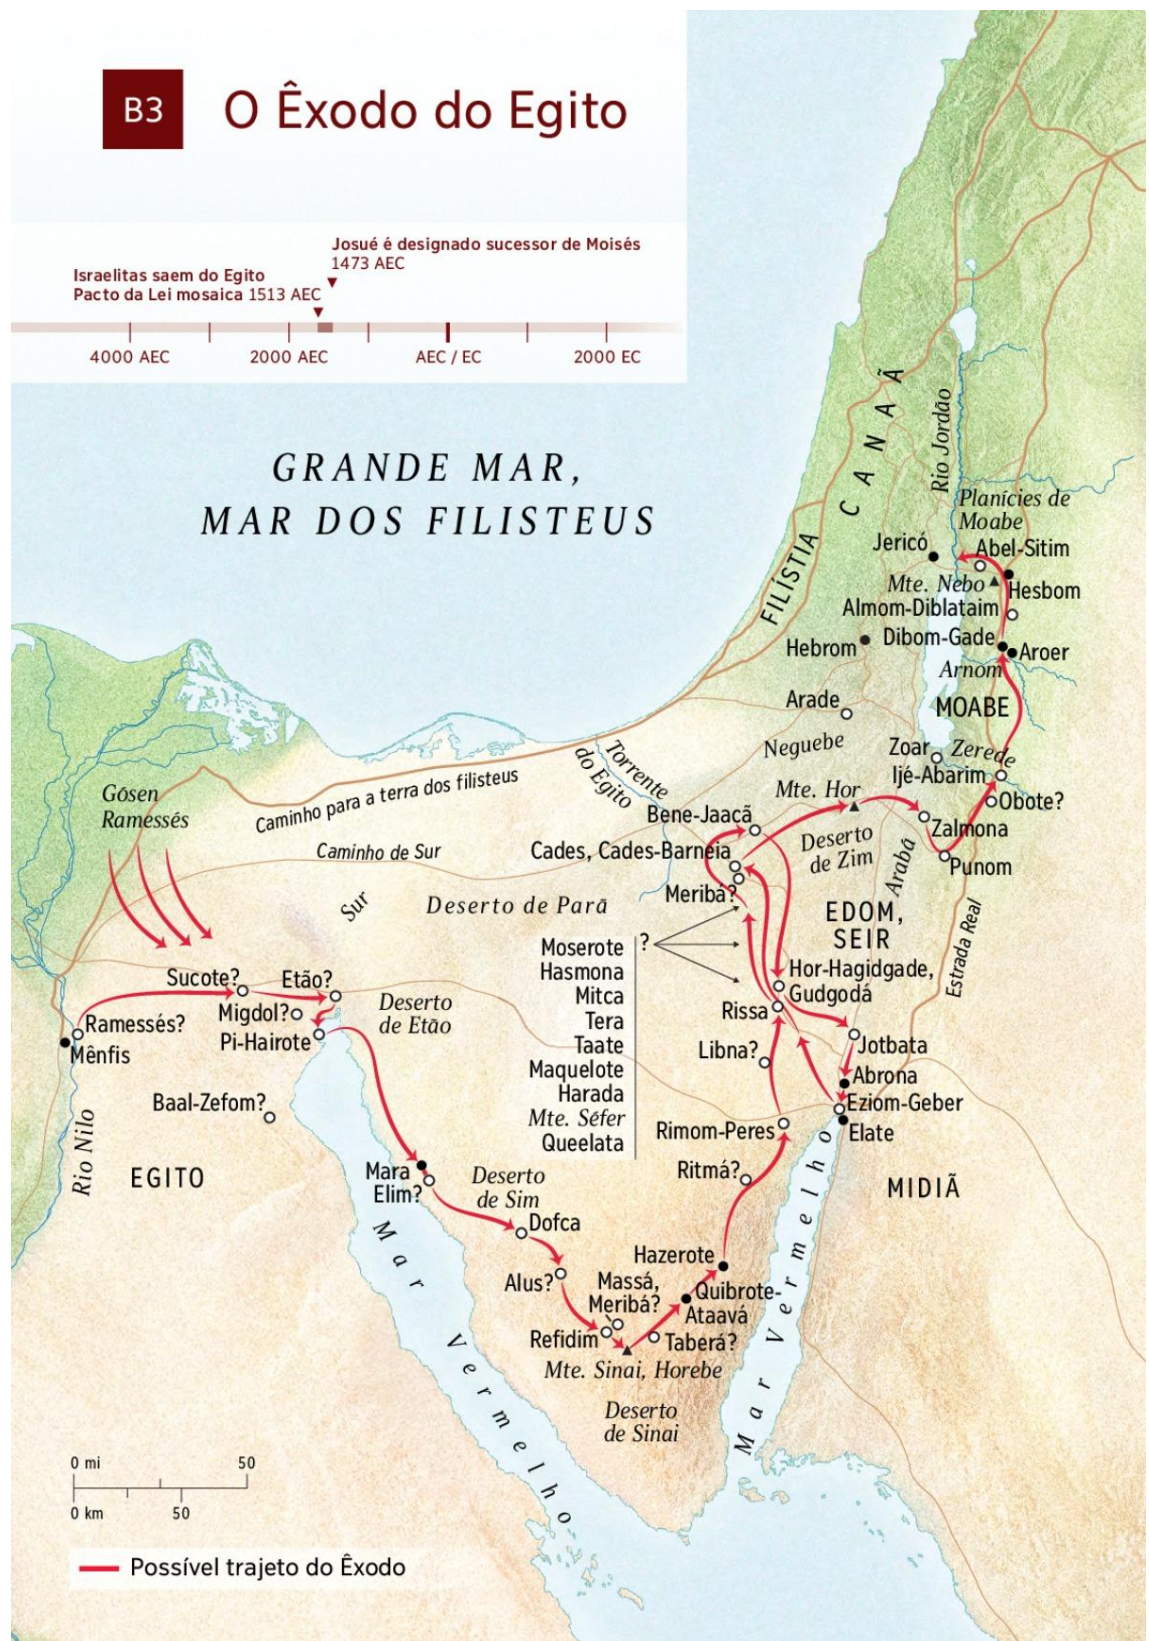 B3
O Êxodo do Egito
Josué é designado sucessor de Moisés
1473 AEC
Israelitas saem do Egito
Pacto da Lei mosaica 1513 AEC
4000 AEC
2000 AEC
AEC / EC
2000 EC
GRANDE MAR,
MAR DOS FILISTEUS
CANAÃ
FILÍSTIA
Rio Jordão
Planícies de
Moabe
Jericó
Abel-Sitim
Mte. Nebo
Hesbom
Almom-Diblataim
Hebrom
Dibom-Gade
Aroer
Arnom
Arade
MOABE
Neguebe
Zoar
Zerede
Ijé-Abarim
Torrente
do Egito
Mte. Hor
Obote?
Gósen
Ramessés
Caminho para a terra dos filisteus
Bene-Jaacã
Zalmona
Caminho de Sur
Cades, Cades-Barneia
Deserto
de Zim
Arabá
Punom
Meribá?
Sur
Deserto de Parã
EDOM,
SEIR
Estrada Real
Moserote
Hasmona
Mitca
Tera
Taate
Maquelote
Harada
Mte. Séfer
Queelata
?
Hor-Hagidgade,
Gudgodá
Sucote?
Etão?
Deserto
de Etão
Migdol?
Rissa
Ramessés?
Pi-Hairote
Mênfis
Libna?
Jotbata
Abrona
Baal-Zefom?
Eziom-Geber
Rimom-Peres
Elate
Rio Nilo
EGITO
Mara
Elim?
Deserto
de Sim
Ritmá?
MIDIÃ
Dofca
Hazerote
Alus?
Massá,
Meribá?
Quibrote-
Ataavá
Refidim
Taberá?
Mte. Sinai, Horebe
Deserto
de Sinai
Mar Vermelho
Mar Vermelho
0 mi
50
0 km
50
Possível trajeto do Êxodo